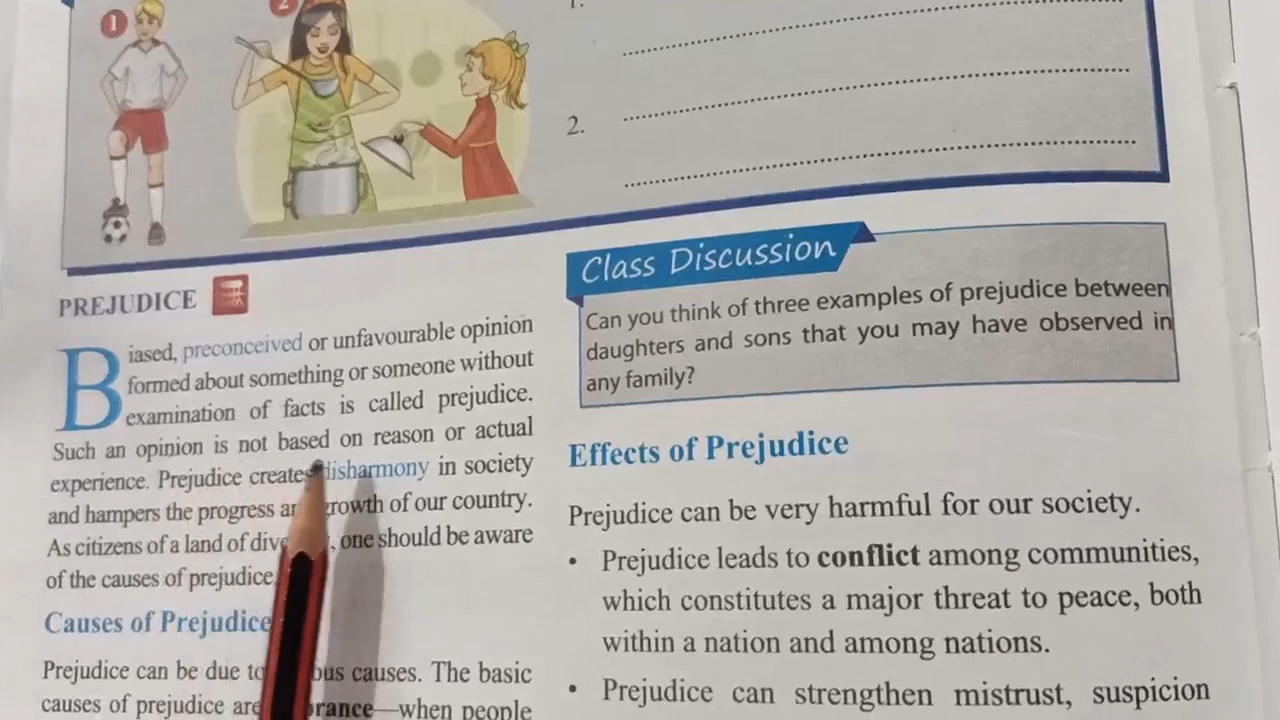 1
2
1.
2.
PREJUDICE
Biased, preconceived or unfavourable opinion
formed about something or someone without
examination of facts is called prejudice.
Such an opinion is not based on reason or actual
experience. Prejudice creates disharmony in society
and hampers the progress growth of our country.
As citizens of a land of one should be aware
of the causes of prejudice
Causes of Prejudice
Prejudice can be due to causes. The basic
causes of prejudice are —when people
Class Discussion
Can you think of three examples of prejudice between
daughters and sons that you may have observed in
any family?
Effects of Prejudice
Prejudice can be very harmful for our society.
• Prejudice leads to conflict among communities,
which constitutes a major threat to peace, both
within a nation and among nations.
• Prejudice can strengthen mistrust, suspicion